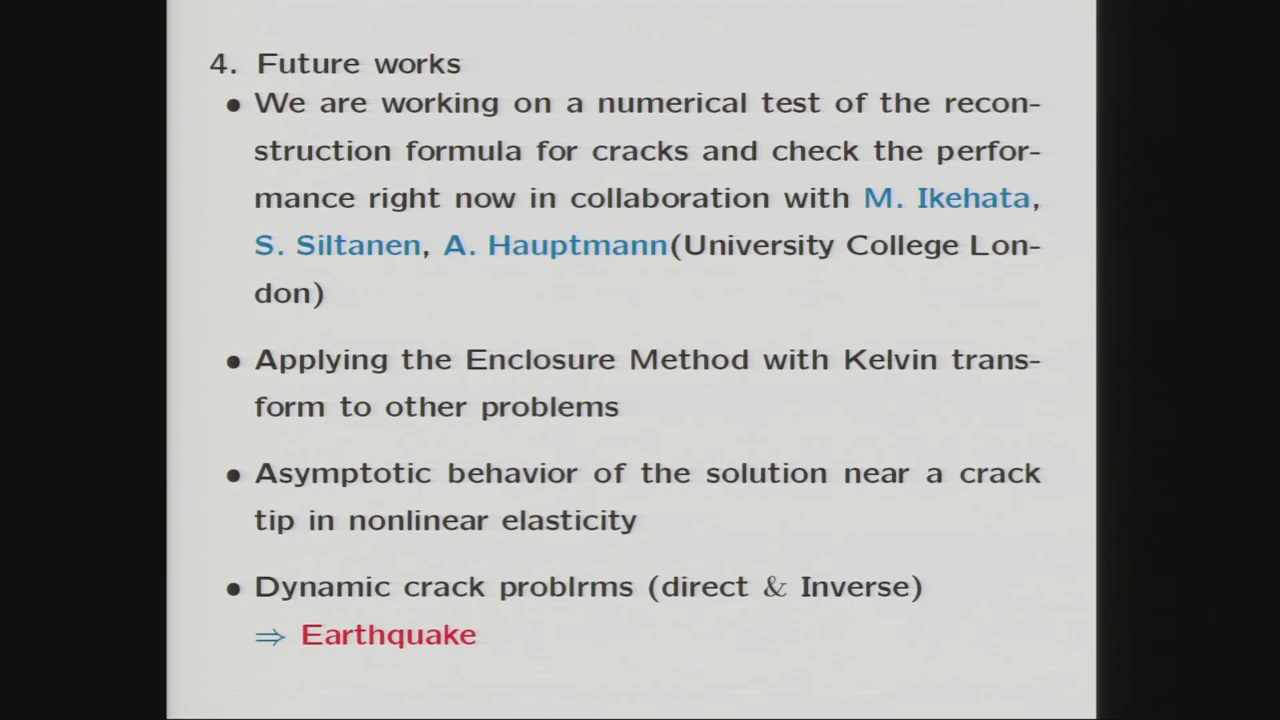 4. Future works
• We are working on a numerical test of the recon-
struction formula for cracks and check the perfor-
mance right now in collaboration with M. Ikehata,
S. Siltanen, A. Hauptmann(University College Lon-
don)
• Applying the Enclosure Method with Kelvin trans-
form to other problems
• Asymptotic behavior of the solution near a crack
tip in nonlinear elasticity
• Dynamic crack problrms (direct & Inverse)
⇒ Earthquake